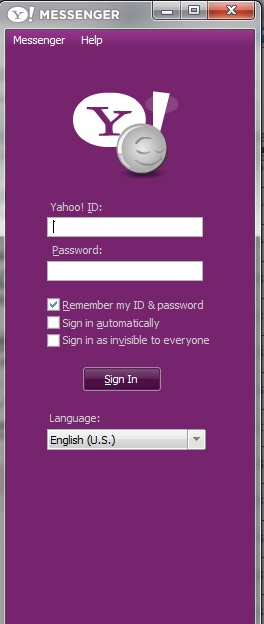 Y! MESSENGER
Messenger Help
Y!
Yahoo! ID:
Password:
Remember my ID & password
Sign in automatically
Sign in as invisible to everyone
Sign In
Language:
English (U.S.)